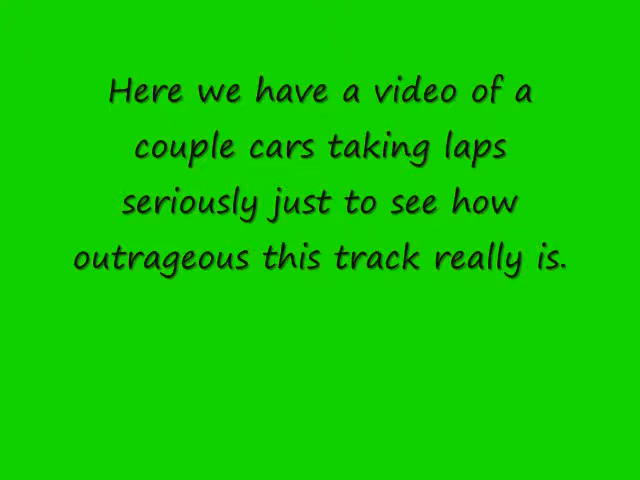 Here we have a video of a
couple cars taking laps
seriously just to see how
outrageous this track really is.